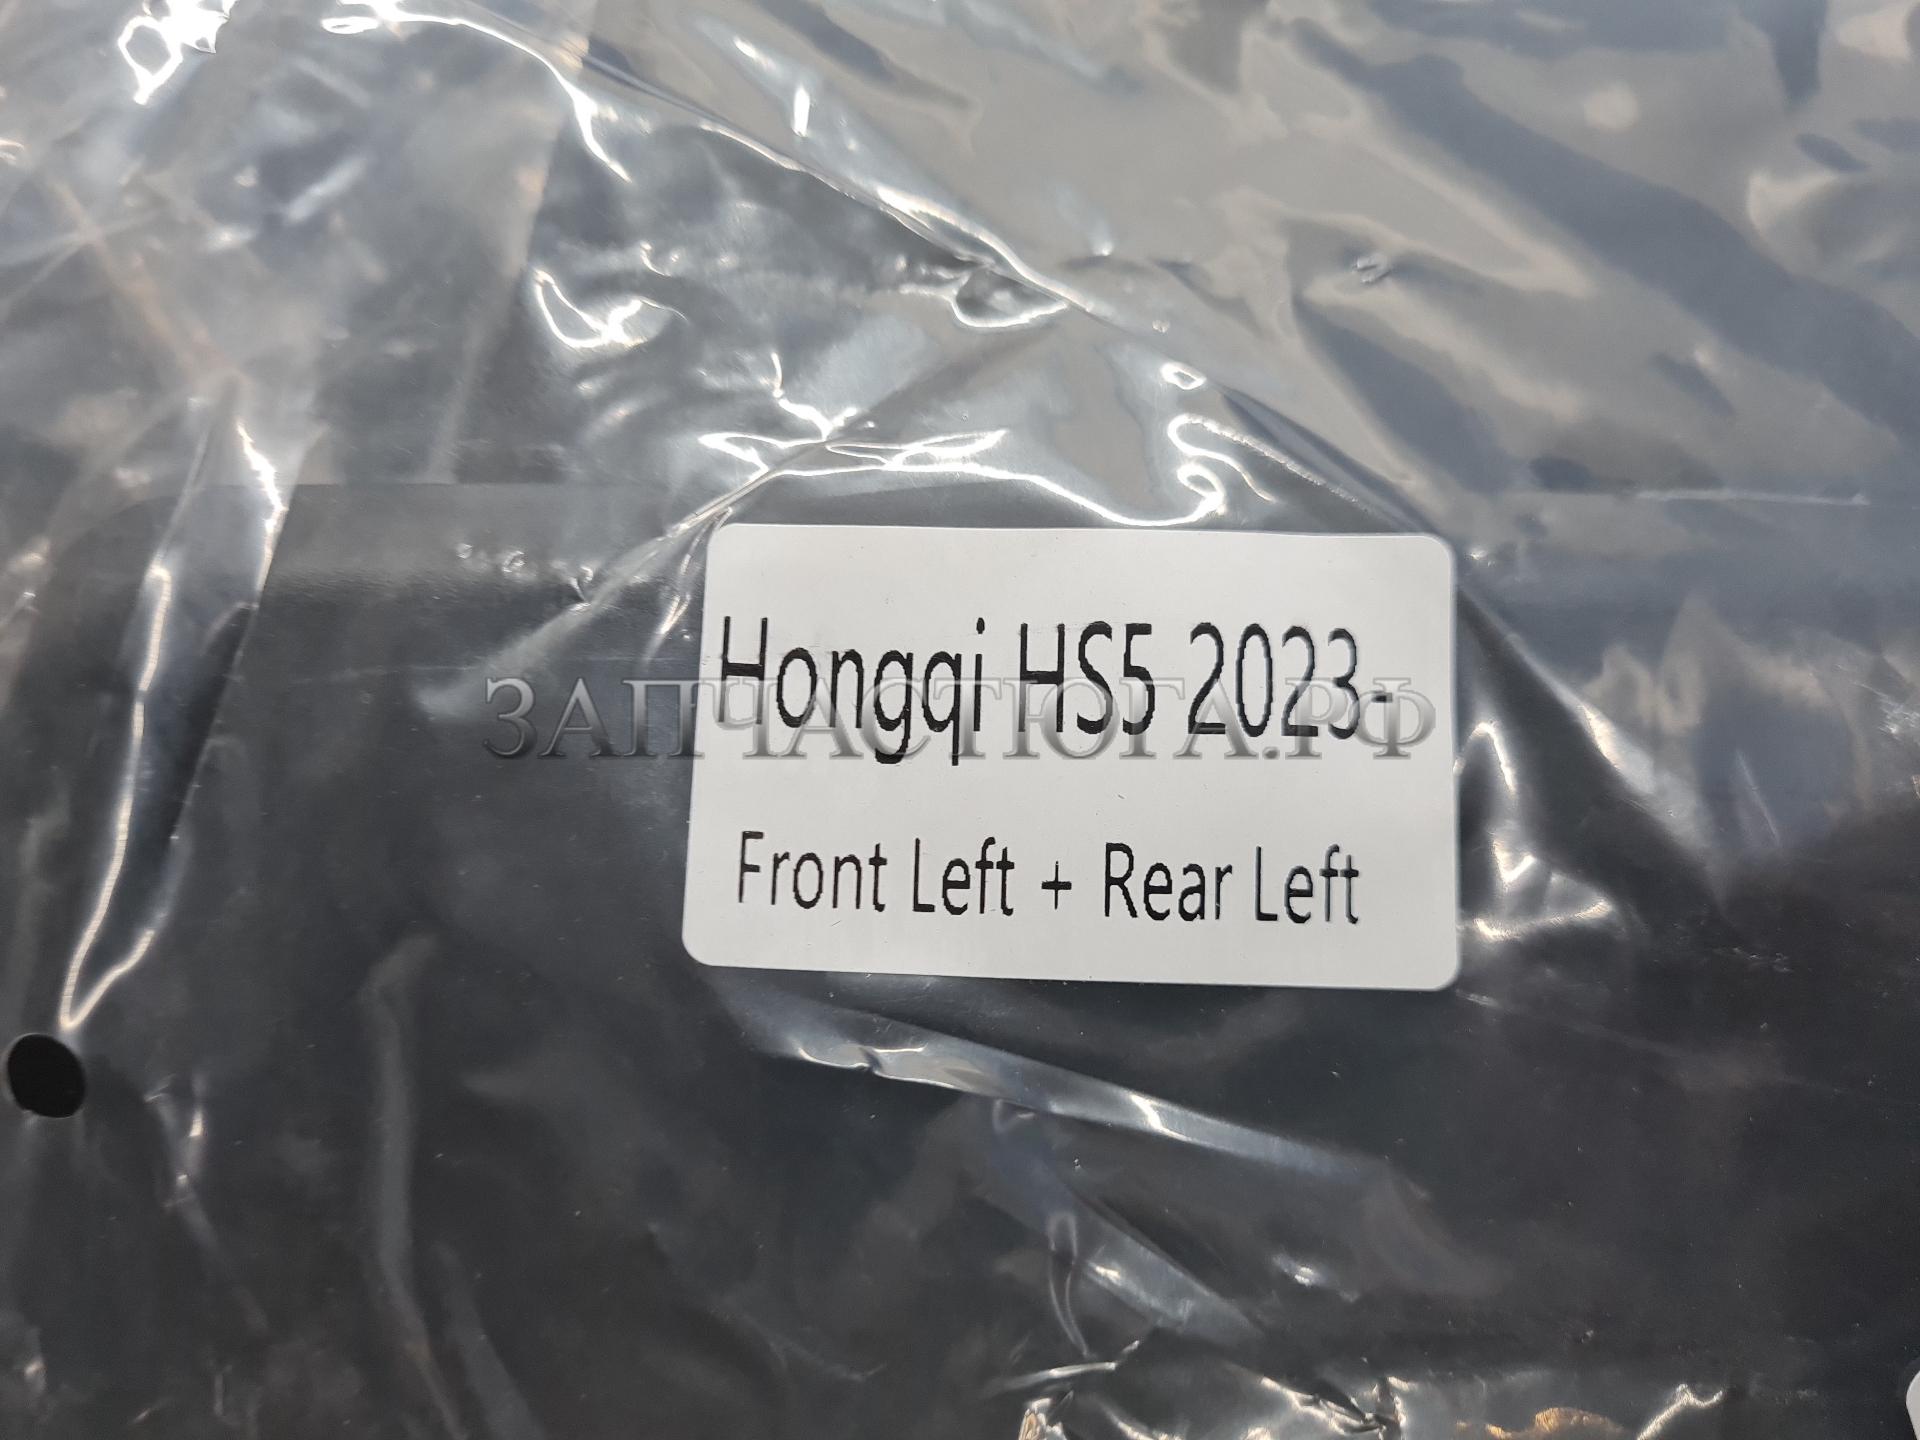 Hongqi HS5 2023-
ЗАПЧАСТЮГА.РФ
Front Left + Rear Left